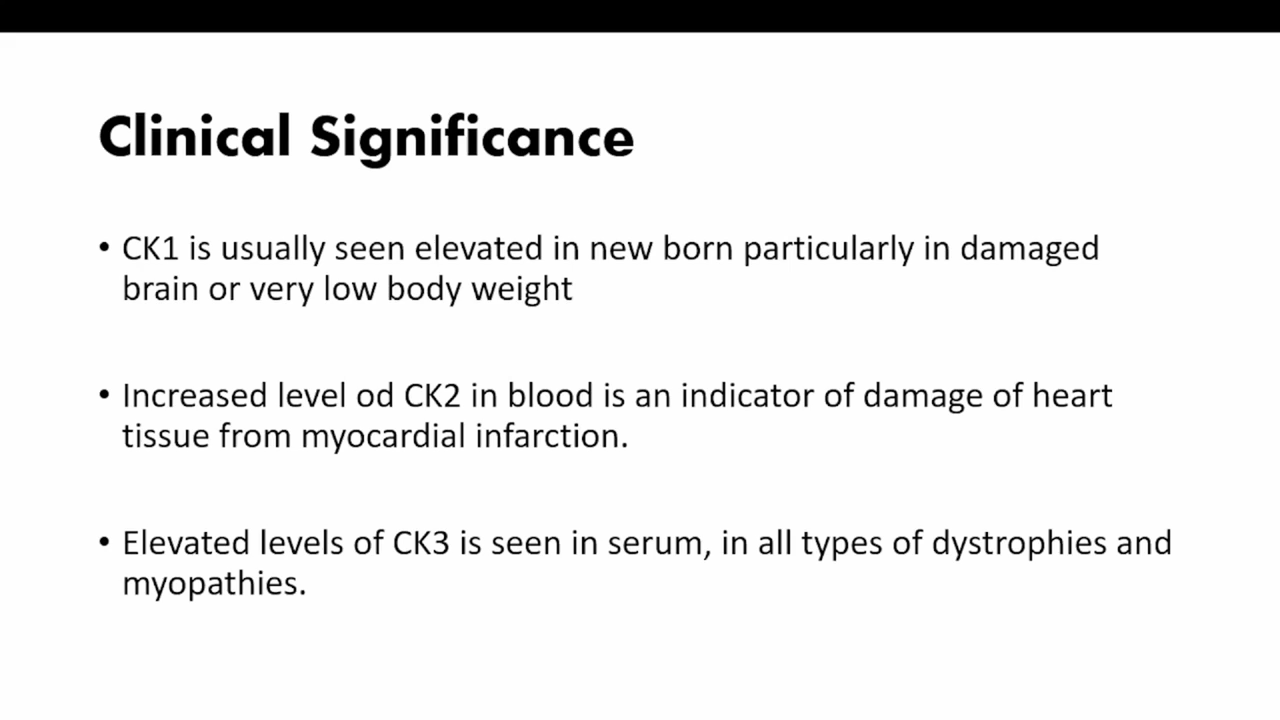 Clinical Significance
• CK1 is usually seen elevated in new born particularly in damaged
brain or very low body weight
• Increased level od CK2 in blood is an indicator of damage of heart
tissue from myocardial infarction.
• Elevated levels of CK3 is seen in serum, in all types of dystrophies and
myopathies.